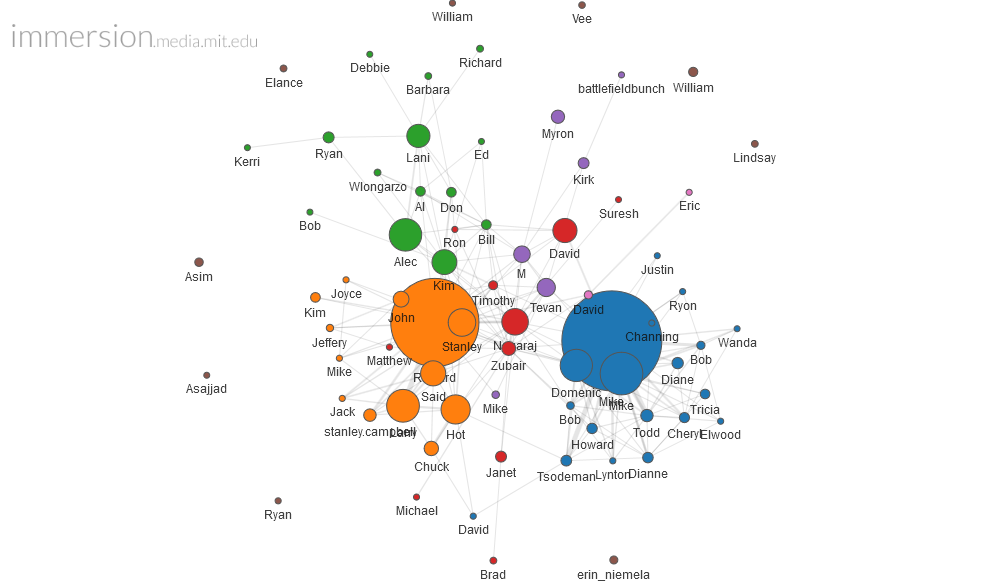 William
Vee
immersion.media.mit.edu
Richard
Debbie
Elance
Barbara
battlefieldbunch
William
Myron
Ryan
Lani
Ed
Kerri
Lindsay
Kirk
Wlongarzo
Al
Don
Suresh
Eric
Bob
Ron
Bill
David
Alec
M
Justin
Asim
Kim
Joyce
Timothy
Tevan
David
Ryon
Kim
John
Jeffery
Stanley
Channing
Wanda
Matthew
Zubair
Bob
Mike
Diane
Asajjad
Said
Domenic
Mike
Mike
Mike
Jack
Tricia
stanley.campbell
Hot
Bob
Todd
Cheryl
Elwood
Howard
Chuck
Janet
Tsodeman
Lynton
Dianne
Michael
Ryan
David
Brad
erin_niemela